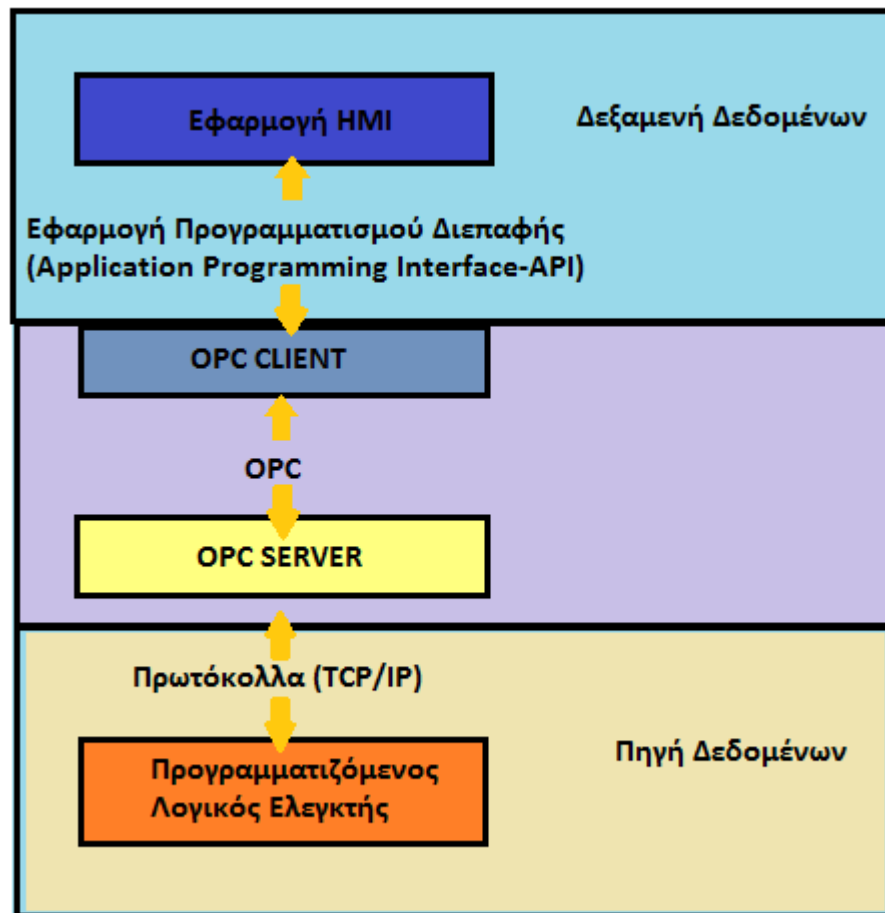 Εφαρμογή HMI
Δεξαμενή Δεδομένων
Εφαρμογή Προγραμματισμού Διεπαφής
(Application Programming Interface-API)
OPC CLIENT
OPC
OPC SERVER
Πρωτόκολλα (TCP/IP)
Πηγή Δεδομένων
Προγραμματιζόμενος
Λογικός Ελεγκτής